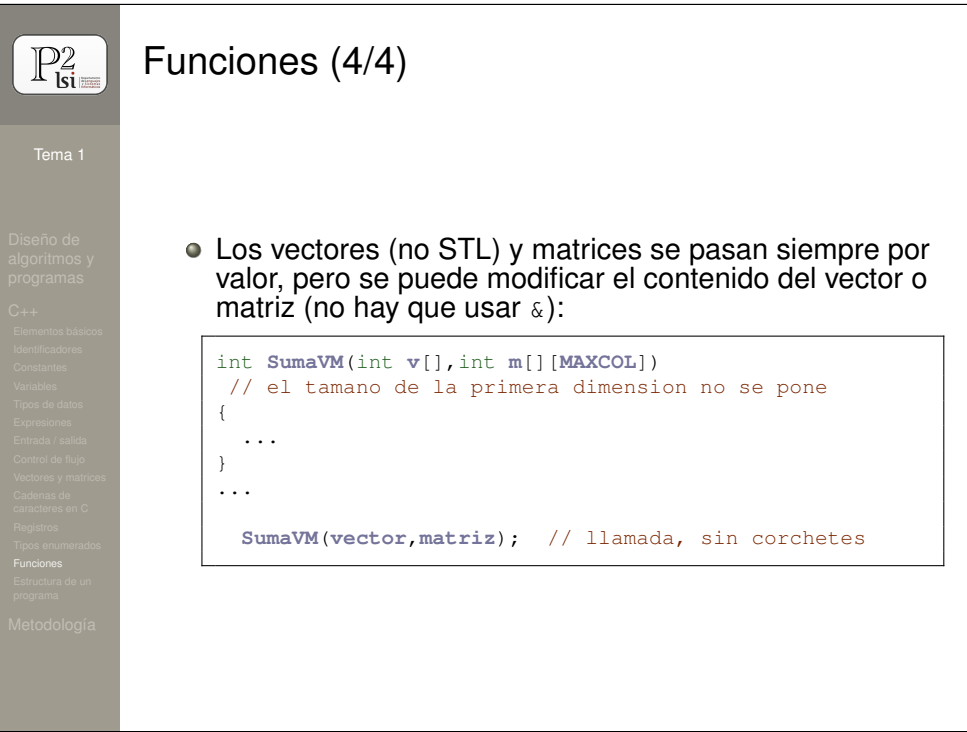 P2
lsi
Funciones (4/4)
Tema 1
Diseño de
algoritmos y
programas
C++
Elementos básicos
Identificadores
Constantes
Variables
Tipos de datos
Expresiones
Entrada / salida
Control de flujo
Vectores y matrices
Cadenas de
caracteres en C
Registros
Tipos enumerados
Funciones
Estructura de un
programa
Metodología
Los vectores (no STL) y matrices se pasan siempre por
valor, pero se puede modificar el contenido del vector o
matriz (no hay que usar &):
int SumaVM(int v[],int m[][MAXCOL])
// el tamano de la primera dimension no se pone
{
...
}
...
SumaVM(vector,matriz); // llamada, sin corchetes